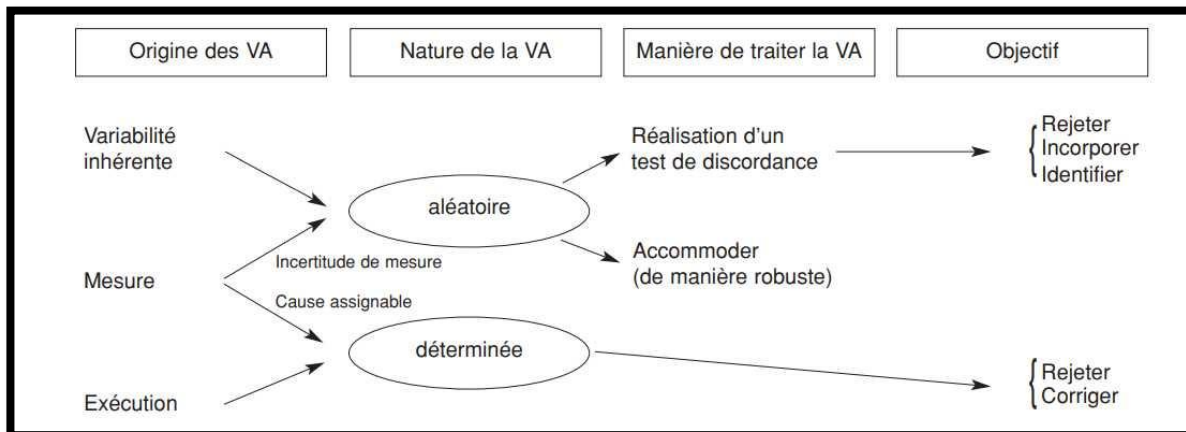 Origine des VA
Nature de la VA
Manière de traiter la VA
Objectif
Variabilité
inhérente
Réalisation d'un
test de discordance
Rejeter
Incorporer
Identifier
aléatoire
Accommoder
(de manière robuste)
Incertitude de mesure
Mesure
Cause assignable
déterminée
Rejeter
Corriger
Exécution